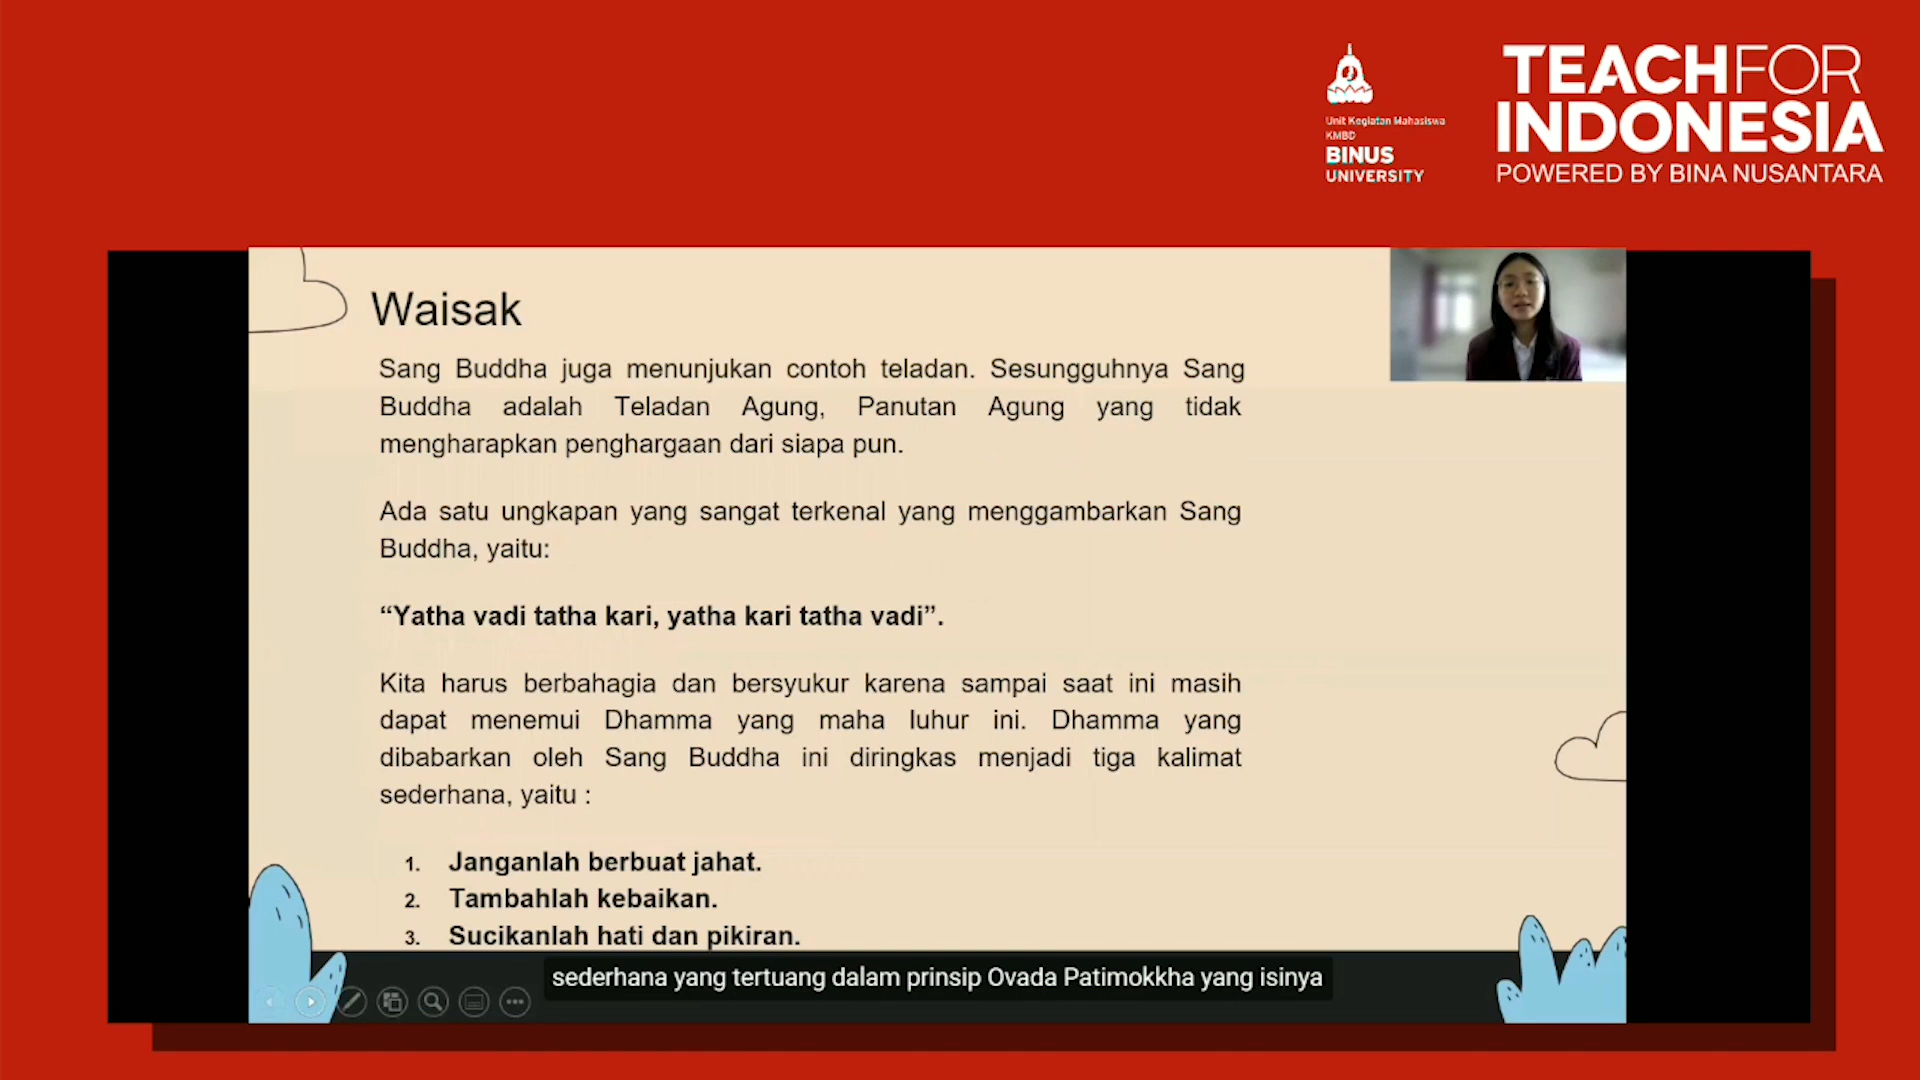 Unit Kegiatan Mahasiswa
KMBD
BINUS
UNIVERSITY
TEACH FOR
INDONESIA
POWERED BY BINA NUSANTARA
Waisak
Sang Buddha juga menunjukan contoh teladan. Sesungguhnya Sang
Buddha adalah Teladan Agung, Panutan Agung yang tidak
mengharapkan penghargaan dari siapa pun.
Ada satu ungkapan yang sangat terkenal yang menggambarkan Sang
Buddha, yaitu:
“Yatha vadi tatha kari, yatha kari tatha vadi”.
Kita harus berbahagia dan bersyukur karena sampai saat ini masih
dapat menemui Dhamma yang maha luhur ini. Dhamma yang
dibabarkan oleh Sang Buddha ini diringkas menjadi tiga kalimat
sederhana, yaitu :
1. Janganlah berbuat jahat.
2. Tambahlah kebaikan.
3. Sucikanlah hati dan pikiran.
sederhana yang tertuang dalam prinsip Ovada Patimokkha yang isinya